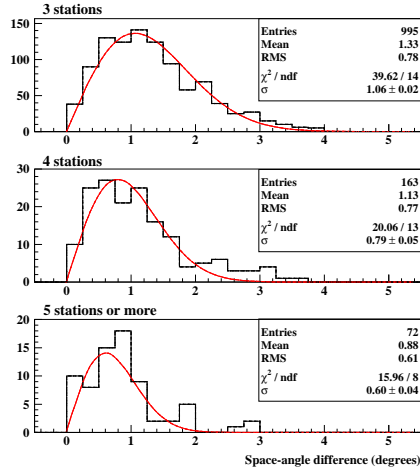 3 stations
150
100
50
0
Entries 995
Mean 1.33
RMS 0.78
χ² / ndf 39.62 / 14
σ 1.06 ± 0.02
0 1 2 3 4 5
4 stations
30
20
10
0
Entries 163
Mean 1.13
RMS 0.77
χ² / ndf 20.06 / 13
σ 0.79 ± 0.05
0 1 2 3 4 5
5 stations or more
20
15
10
5
0
Entries 72
Mean 0.88
RMS 0.61
χ² / ndf 15.96 / 8
σ 0.60 ± 0.04
0 1 2 3 4 5
Space-angle difference (degrees)